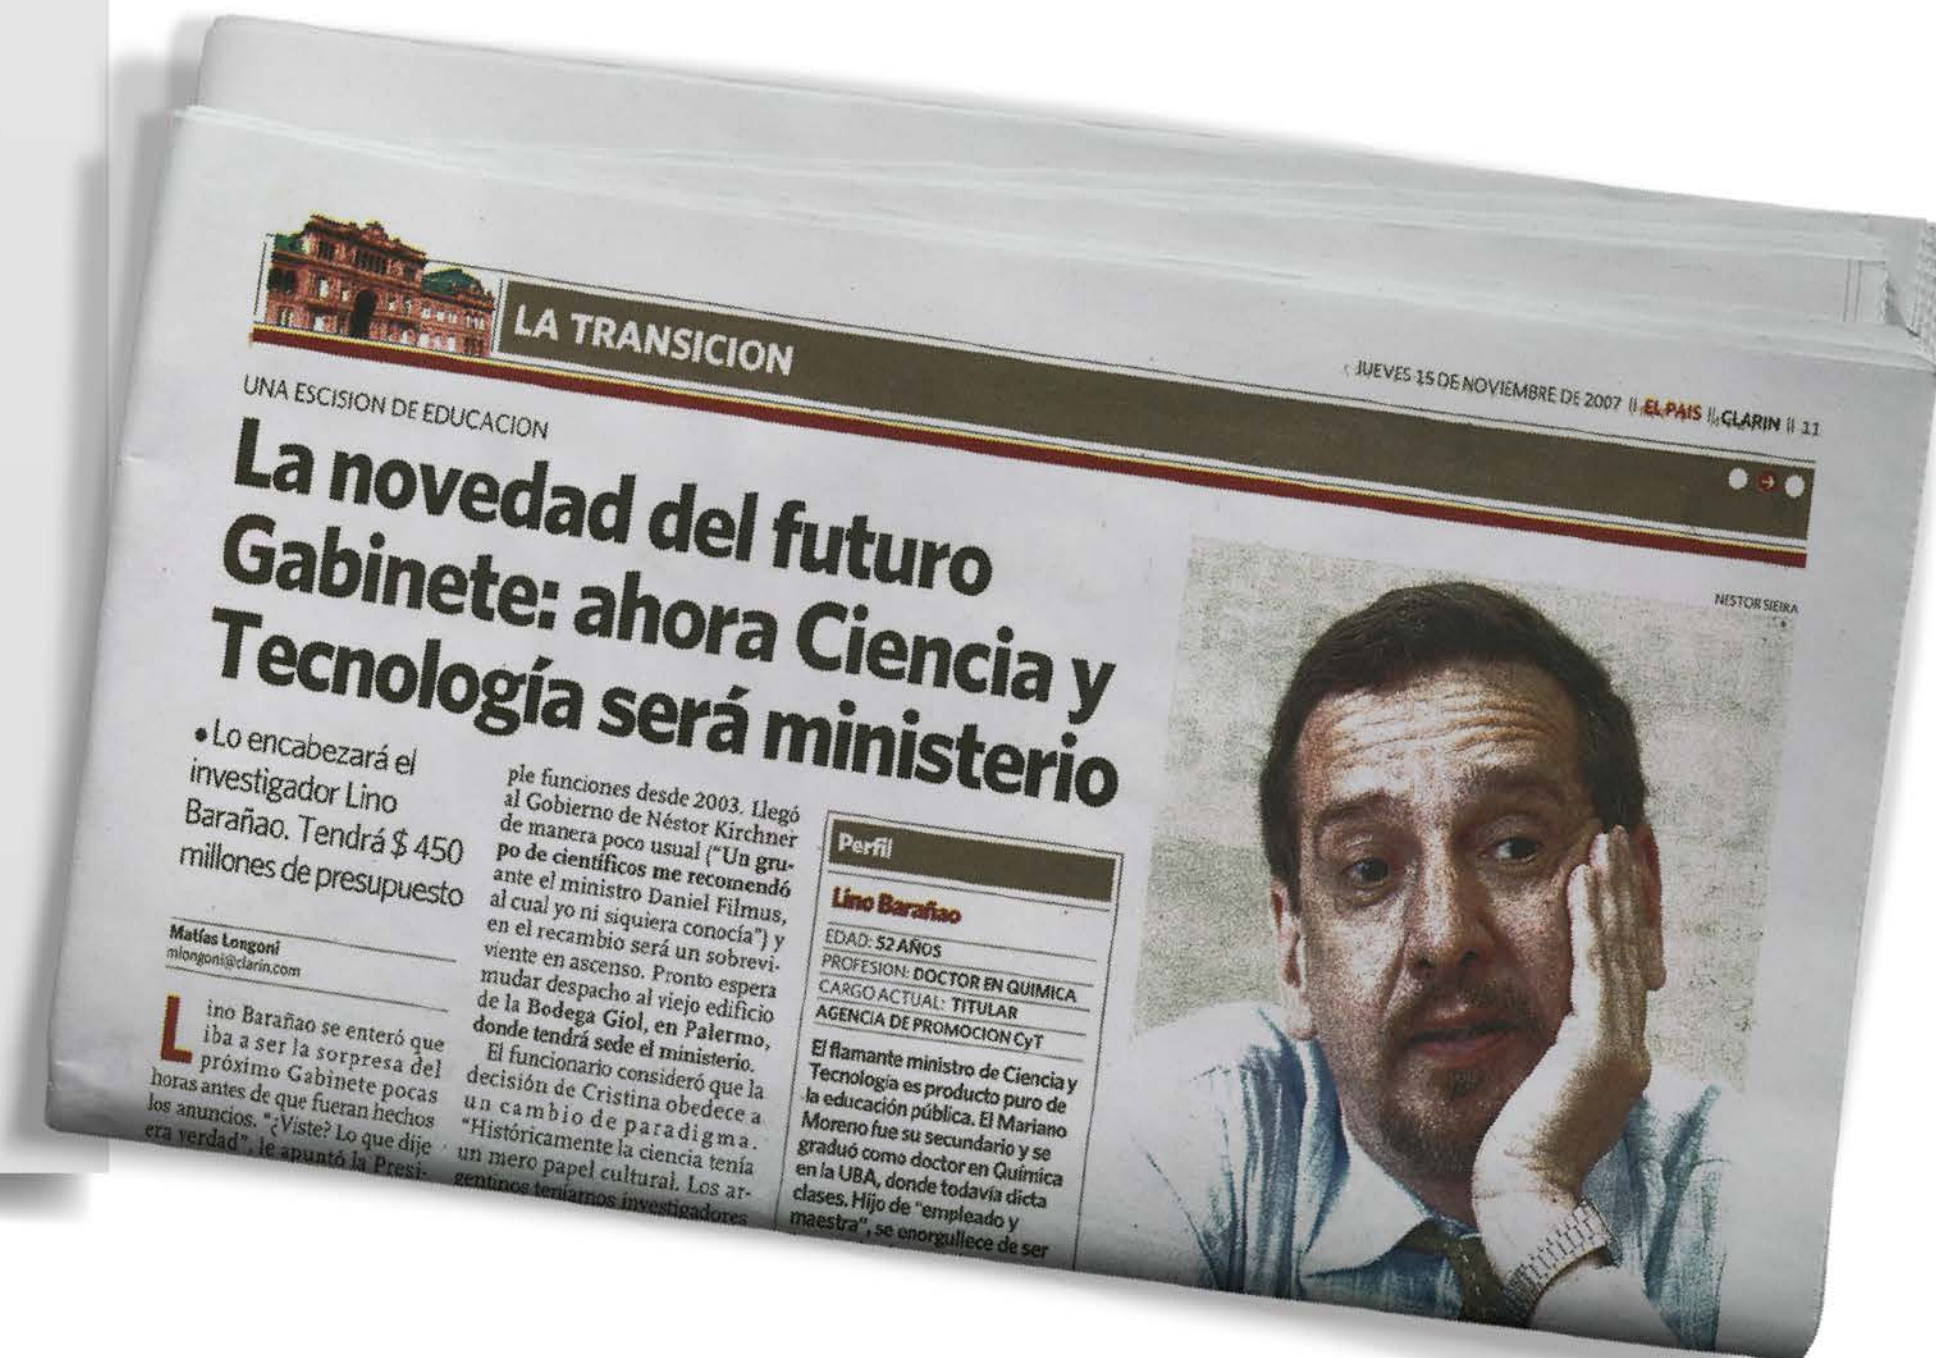 LA TRANSICION
JUEVES 15 DE NOVIEMBRE DE 2007 || EL PAIS || CLARIN || 11
UNA ESCISION DE EDUCACION
La novedad del futuro
Gabinete: ahora Ciencia y
Tecnología será ministerio
NESTOR SIEIRA
• Lo encabezará el
investigador Lino
Barañao. Tendrá $ 450
millones de presupuesto
Matías Longoni
mlongoni@clarin.com
Lino Barañao se enteró que
iba a ser la sorpresa del
próximo Gabinete pocas
horas antes de que fueran hechos
los anuncios. "¿Viste? Lo que dije
era verdad", le apuntó la Presi-
ple funciones desde 2003. Llegó
al Gobierno de Néstor Kirchner
de manera poco usual ("Un gru-
po de científicos me recomendó
ante el ministro Daniel Filmus,
al cual yo ni siquiera conocía") y
en el recambio será un sobrevi-
viente en ascenso. Pronto espera
mudar despacho al viejo edificio
de la Bodega Giol, en Palermo,
donde tendrá sede el ministerio.
El funcionario consideró que la
decisión de Cristina obedece a
un cambio de paradigma.
"Históricamente la ciencia tenía
un mero papel cultural. Los ar-
gentinos teníamos investigadores
Perfil
Lino Barañao
EDAD: 52 AÑOS
PROFESION: DOCTOR EN QUIMICA
CARGO ACTUAL: TITULAR
AGENCIA DE PROMOCION CyT
El flamante ministro de Ciencia y
Tecnología es producto puro de
la educación pública. El Mariano
Moreno fue su secundario y se
graduó como doctor en Química
en la UBA, donde todavía dicta
clases. Hijo de "empleado y
maestra", se enorgullece de ser